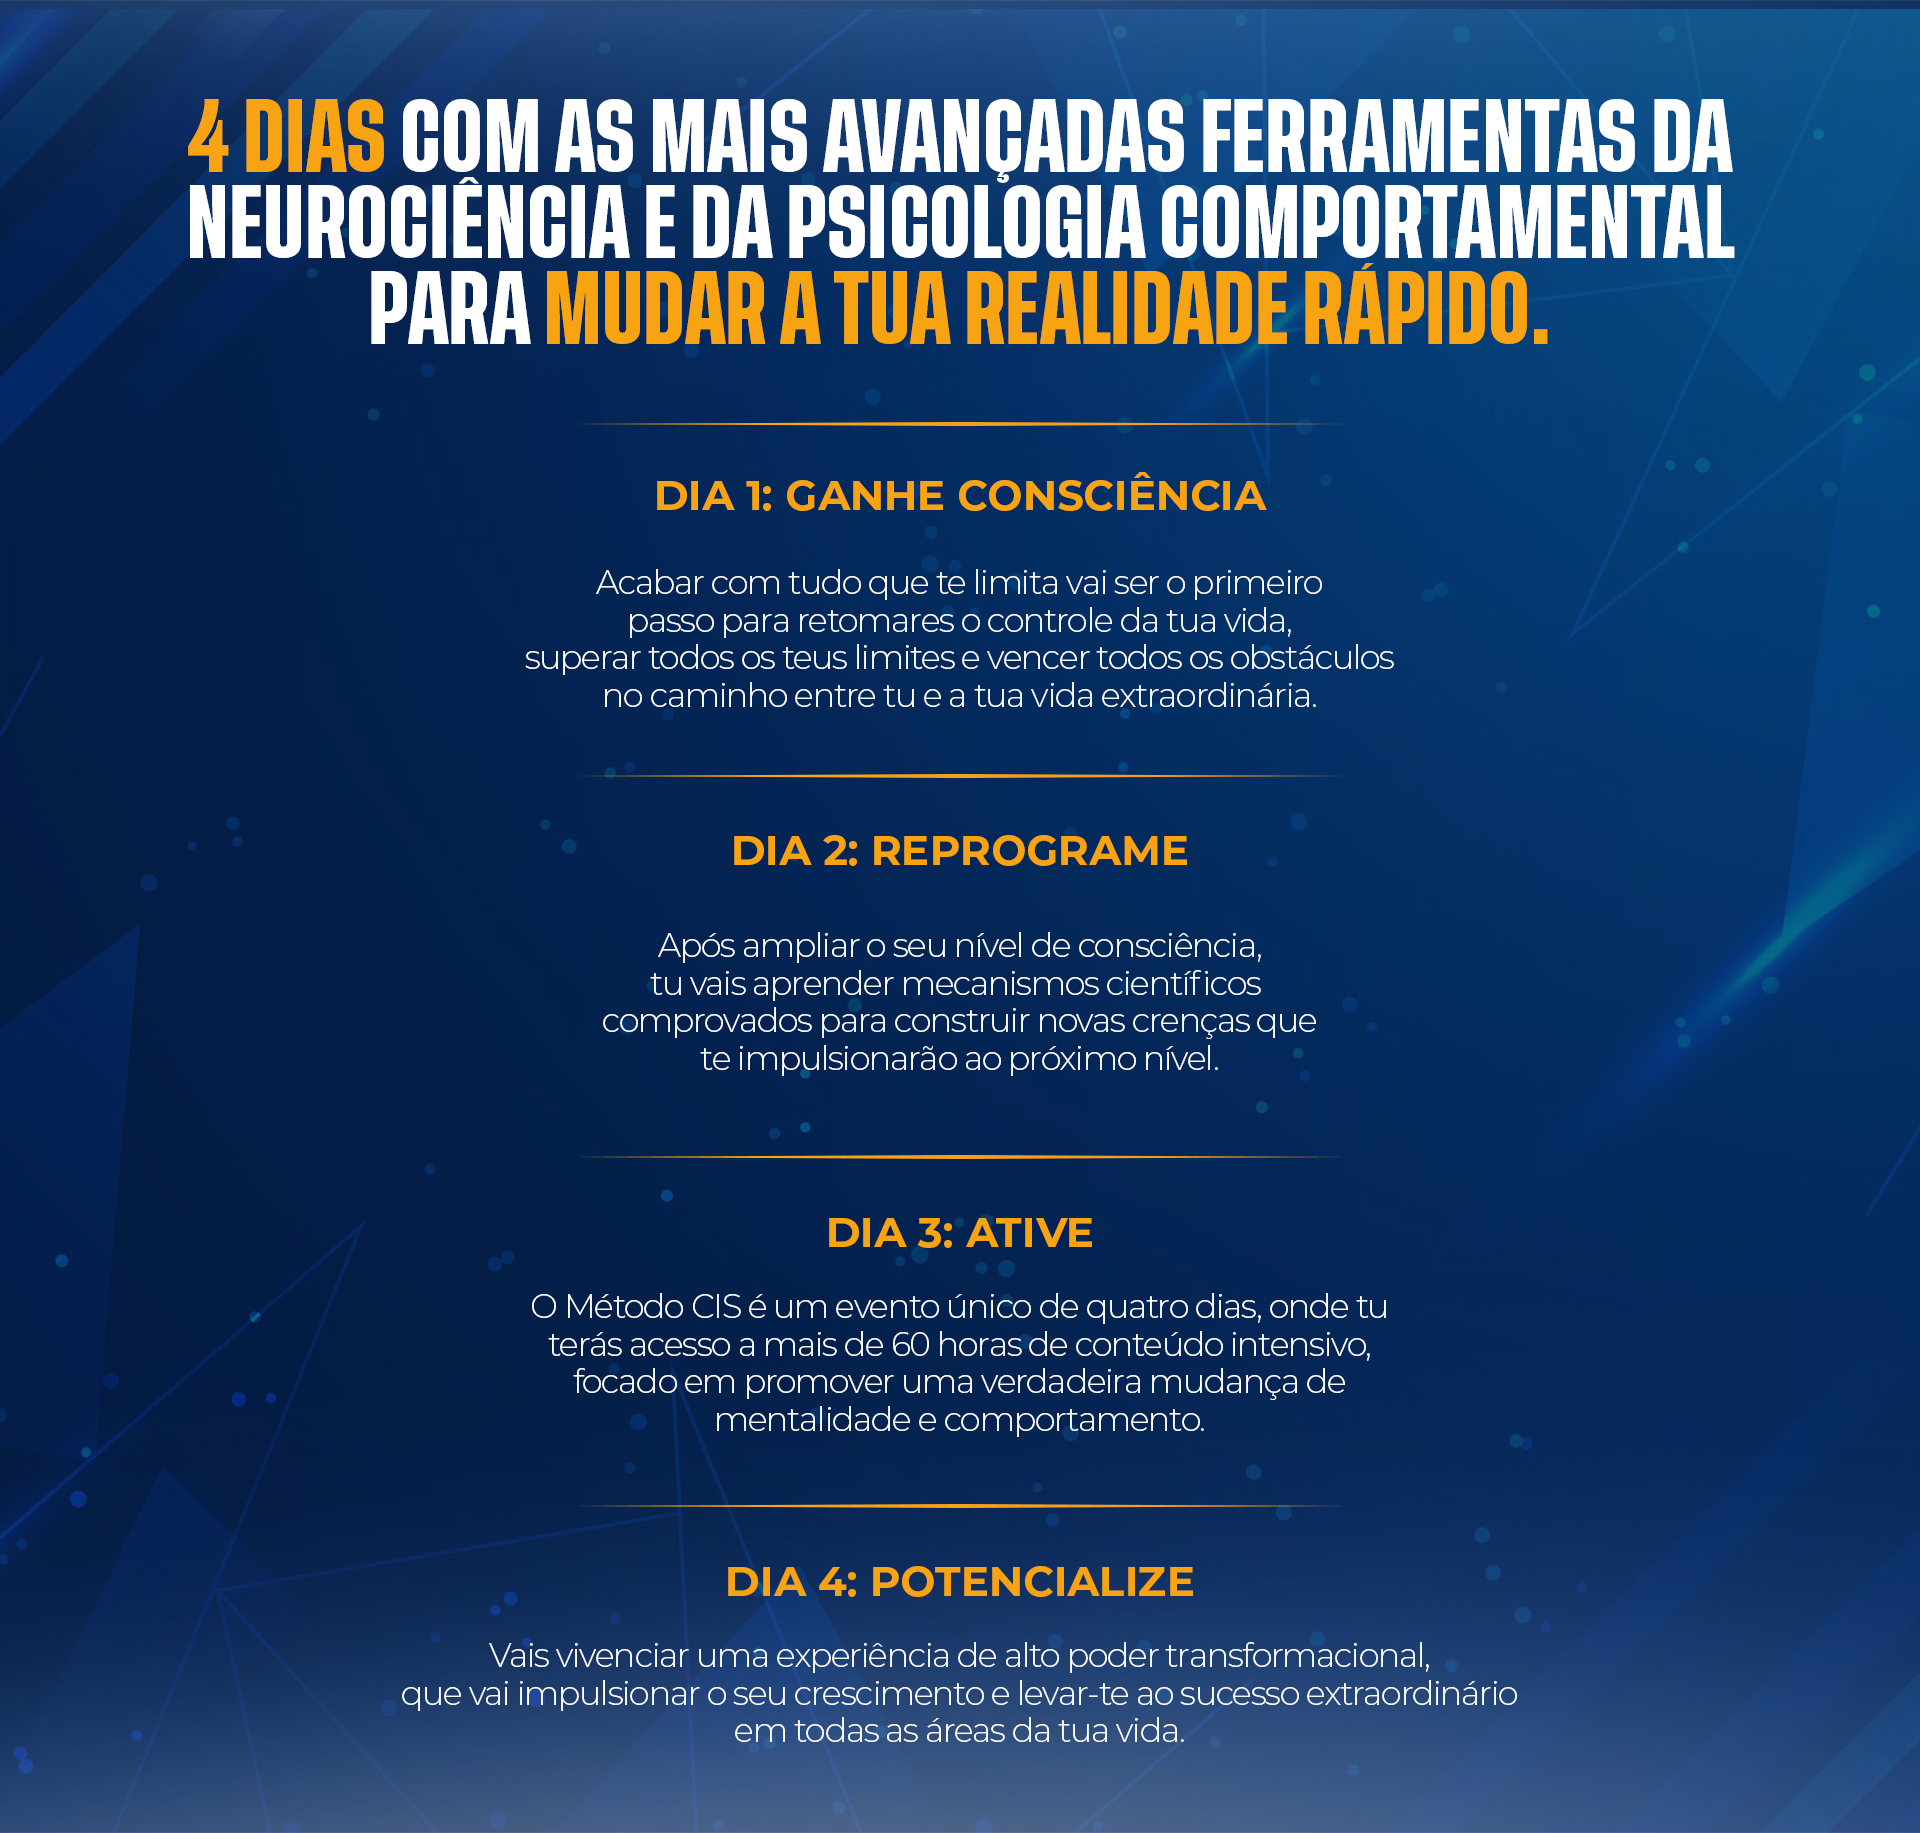 4 DIAS COM AS MAIS AVANÇADAS FERRAMENTAS DA
NEUROCIÊNCIA E DA PSICOLOGIA COMPORTAMENTAL
PARA MUDAR A TUA REALIDADE RÁPIDO.
DIA 1: GANHE CONSCIÊNCIA
Acabar com tudo que te limita vai ser o primeiro
passo para retomares o controle da tua vida,
superar todos os teus limites e vencer todos os obstáculos
no caminho entre tu e a tua vida extraordinária.
DIA 2: REPROGRAME
Após ampliar o seu nível de consciência,
tu vais aprender mecanismos científicos
comprovados para construir novas crenças que
te impulsionarão ao próximo nível.
DIA 3: ATIVE
O Método CIS é um evento único de quatro dias, onde tu
terás acesso a mais de 60 horas de conteúdo intensivo,
focado em promover uma verdadeira mudança de
mentalidade e comportamento.
DIA 4: POTENCIALIZE
Vais vivenciar uma experiência de alto poder transformacional,
que vai impulsionar o seu crescimento e levar-te ao sucesso extraordinário
em todas as áreas da tua vida.